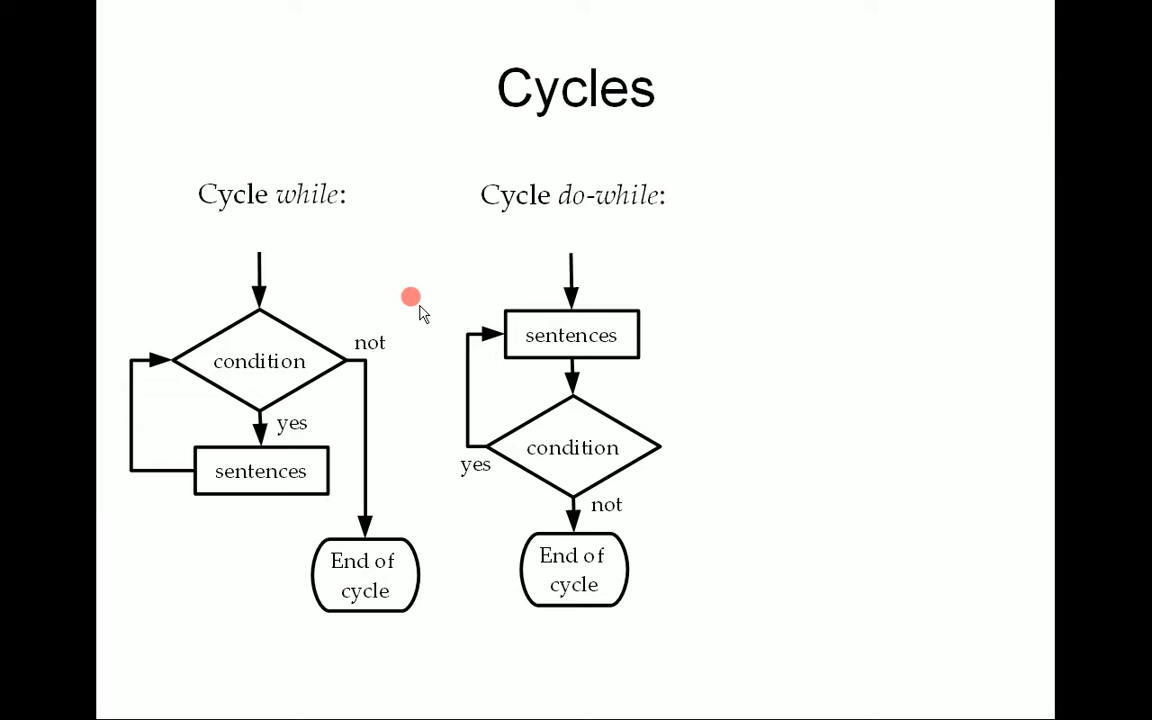 Cycles
Cycle while:
condition
not
yes
sentences
End of
cycle
Cycle do-while:
sentences
condition
yes
not
End of
cycle